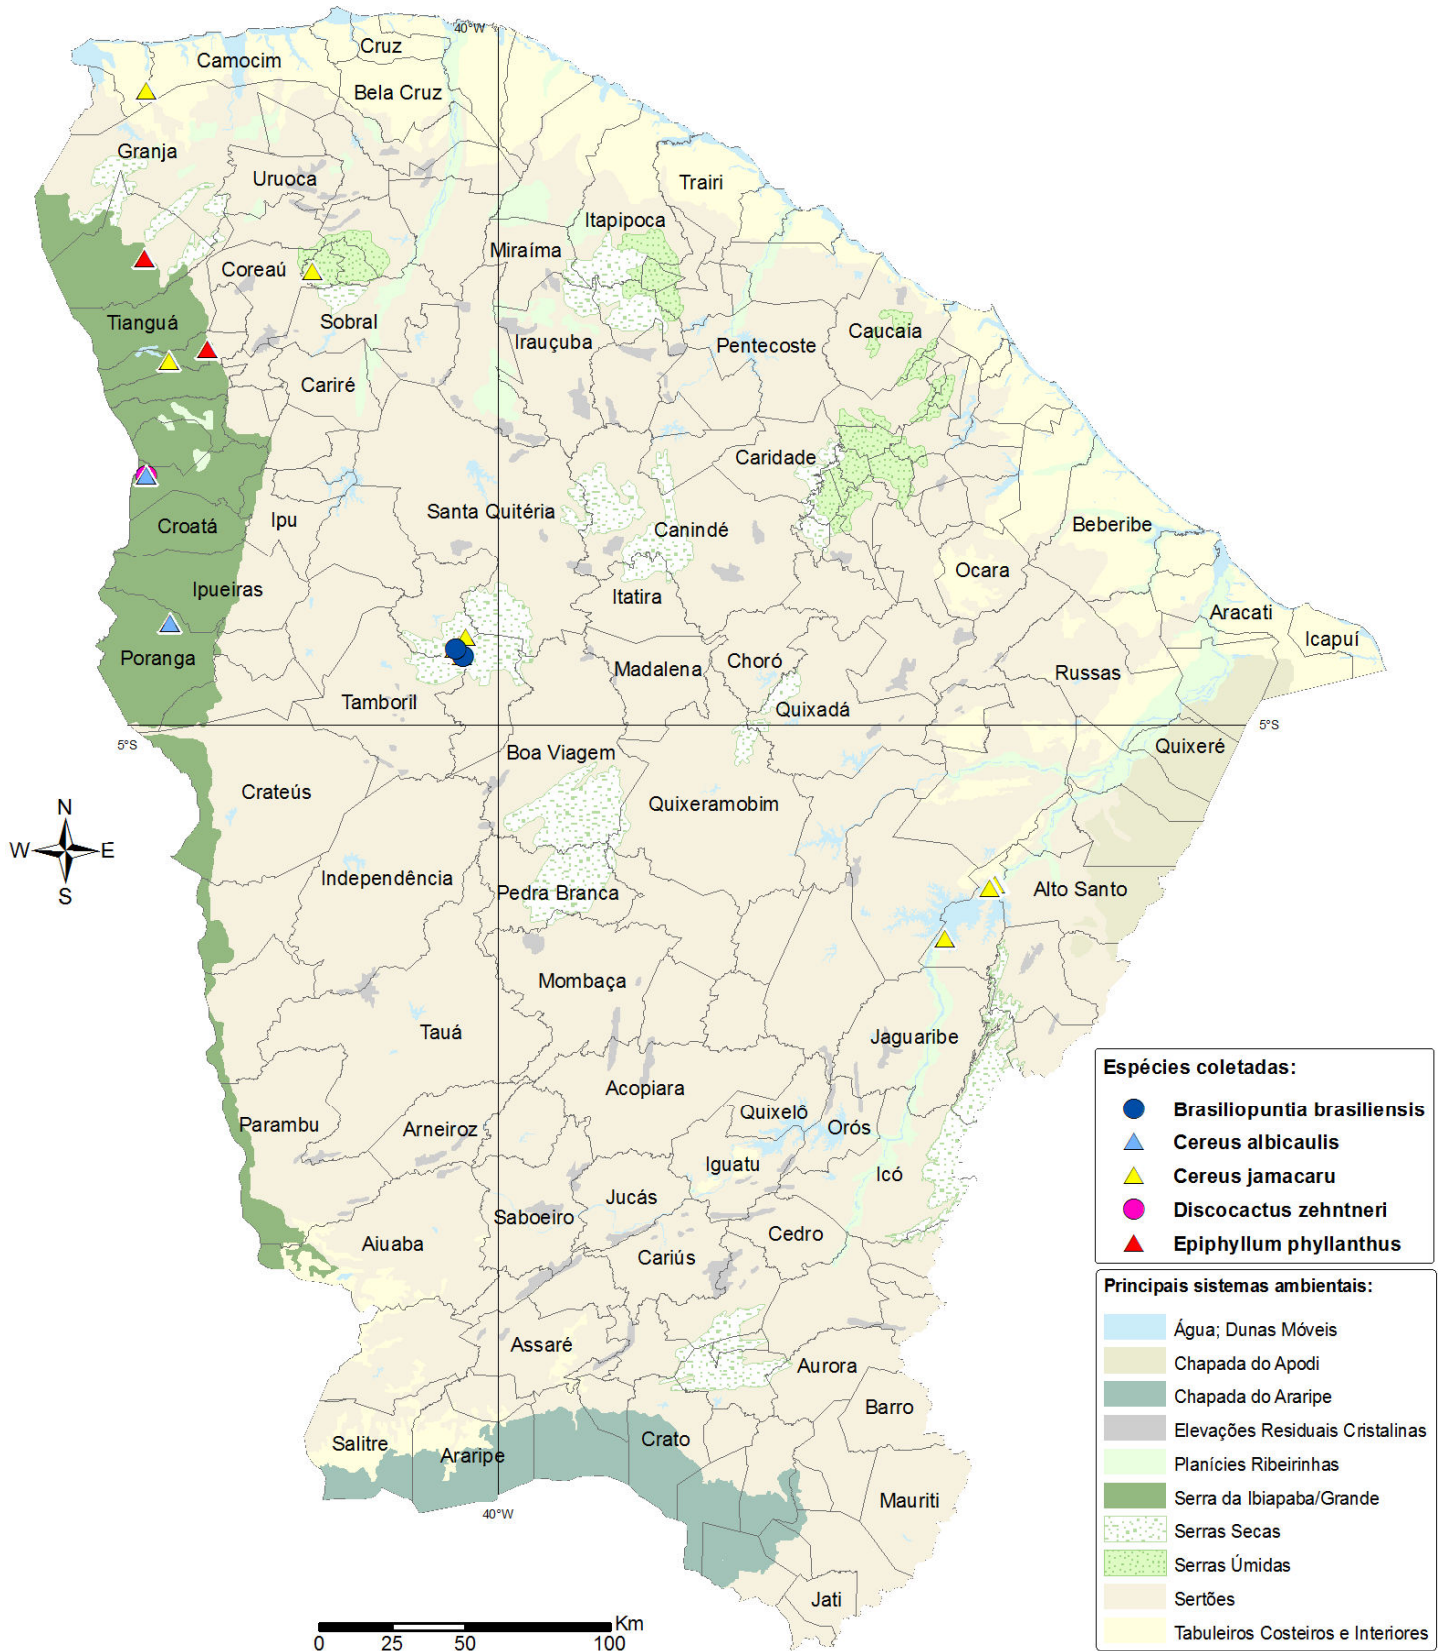 40°W
Cruz
Camocim
Bela Cruz
Granja
Uruoca
Trairi
Itapipoca
Miraíma
Coreaú
Tianguá
Sobral
Irauçuba
Pentecoste
Caucaia
Cariré
Caridade
Santa Quitéria
Ipu
Croatá
Canindé
Beberibe
Ocara
Ipueiras
Itatira
Aracati
Icapuí
Poranga
Madalena
Choró
Russas
Tamboril
Quixadá
5°S
5°S
Boa Viagem
Quixeré
Crateús
Quixeramobim
N
W
E
S
Independência
Pedra Branca
Alto Santo
Mombaça
Tauá
Jaguaribe
Acopiara
Parambu
Arneiroz
Quixelô
Orós
Iguatu
Icó
Jucás
Saboeiro
Aiuaba
Cedro
Cariús
Assaré
Aurora
Barro
Salitre
Araripe
Crato
Mauriti
40°W
Jati
Km
0 25 50 100
Espécies coletadas:
Brasiliopuntia brasiliensis
Cereus albicaulis
Cereus jamacaru
Discocactus zehntneri
Epiphyllum phyllanthus
Principais sistemas ambientais:
Água; Dunas Móveis
Chapada do Apodi
Chapada do Araripe
Elevações Residuais Cristalinas
Planícies Ribeirinhas
Serra da Ibiapaba/Grande
Serras Secas
Serras Úmidas
Sertões
Tabuleiros Costeiros e Interiores